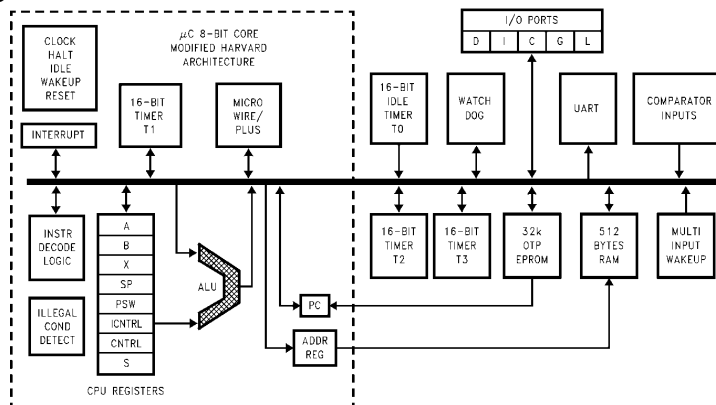 I/O PORTS
D I C G L
CLOCK
HALT
IDLE
WAKEUP
RESET
μC 8-BIT CORE
MODIFIED HARVARD
ARCHITECTURE
INTERRUPT
16-BIT
TIMER
T1
MICRO
WIRE/
PLUS
16-BIT
IDLE
TIMER
T0
WATCH
DOG
UART
COMPARATOR
INPUTS
INSTR
DECODE
LOGIC
ILLEGAL
COND
DETECT
A
B
X
SP
PSW
ICNTRL
CNTRL
S
CPU REGISTERS
ALU
PC
ADDR
REG
16-BIT
TIMER
T2
16-BIT
TIMER
T3
32k
OTP
EPROM
512
BYTES
RAM
MULTI
INPUT
WAKEUP